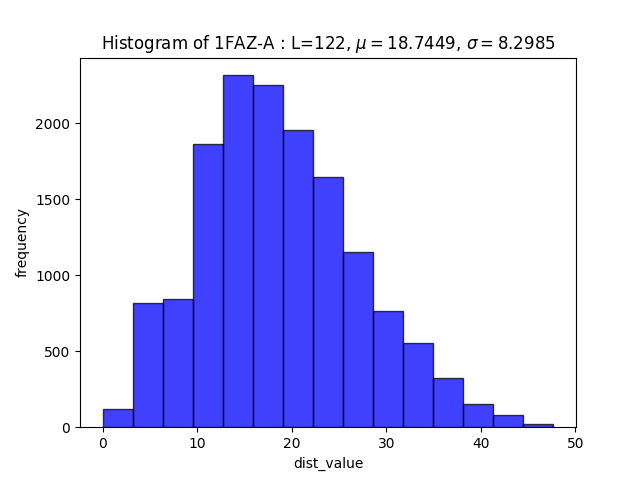 Histogram of 1FAZ-A : L=122, μ = 18.7449, σ = 8.2985
frequency
2000
1500
1000
500
0
0 10 20 30 40 50
dist_value